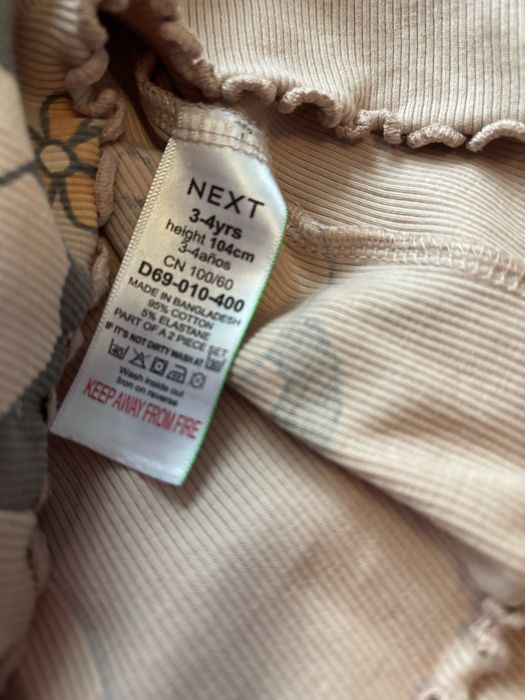 NEXT
3-4yrs
height 104cm
3-4años
CN 100/60
D69-010-400
MADE IN BANGLADESH
95% COTTON
5% ELASTANE
PART OF A 2 PIECE SET
IF IT'S NOT DIRTY WASH AT 30
40
Wash inside out
Iron on reverse
KEEP AWAY FROM FIRE